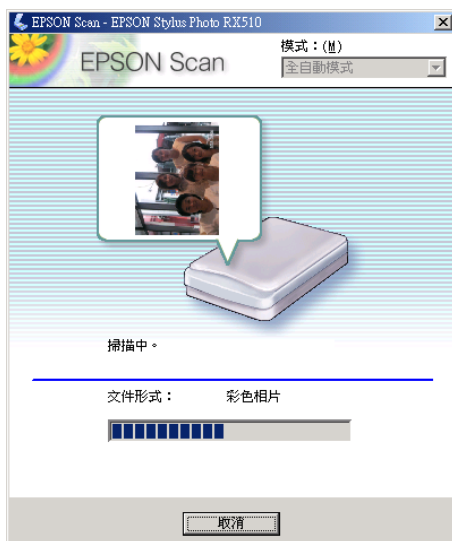 EPSON Scan - EPSON Stylus Photo RX510
EPSON Scan
模式：(M)
全自動模式
掃描中。
文件形式： 彩色相片
取消